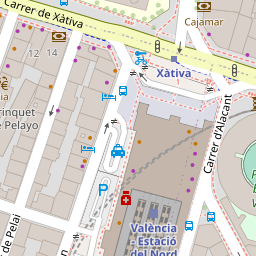 Carrer de Xàtiva
Cajamar
12 14
Xàtiva
rinquet
e Pelayo
Carrer d'Alacant
P
València
- Estació
del Nord
r de Pelai